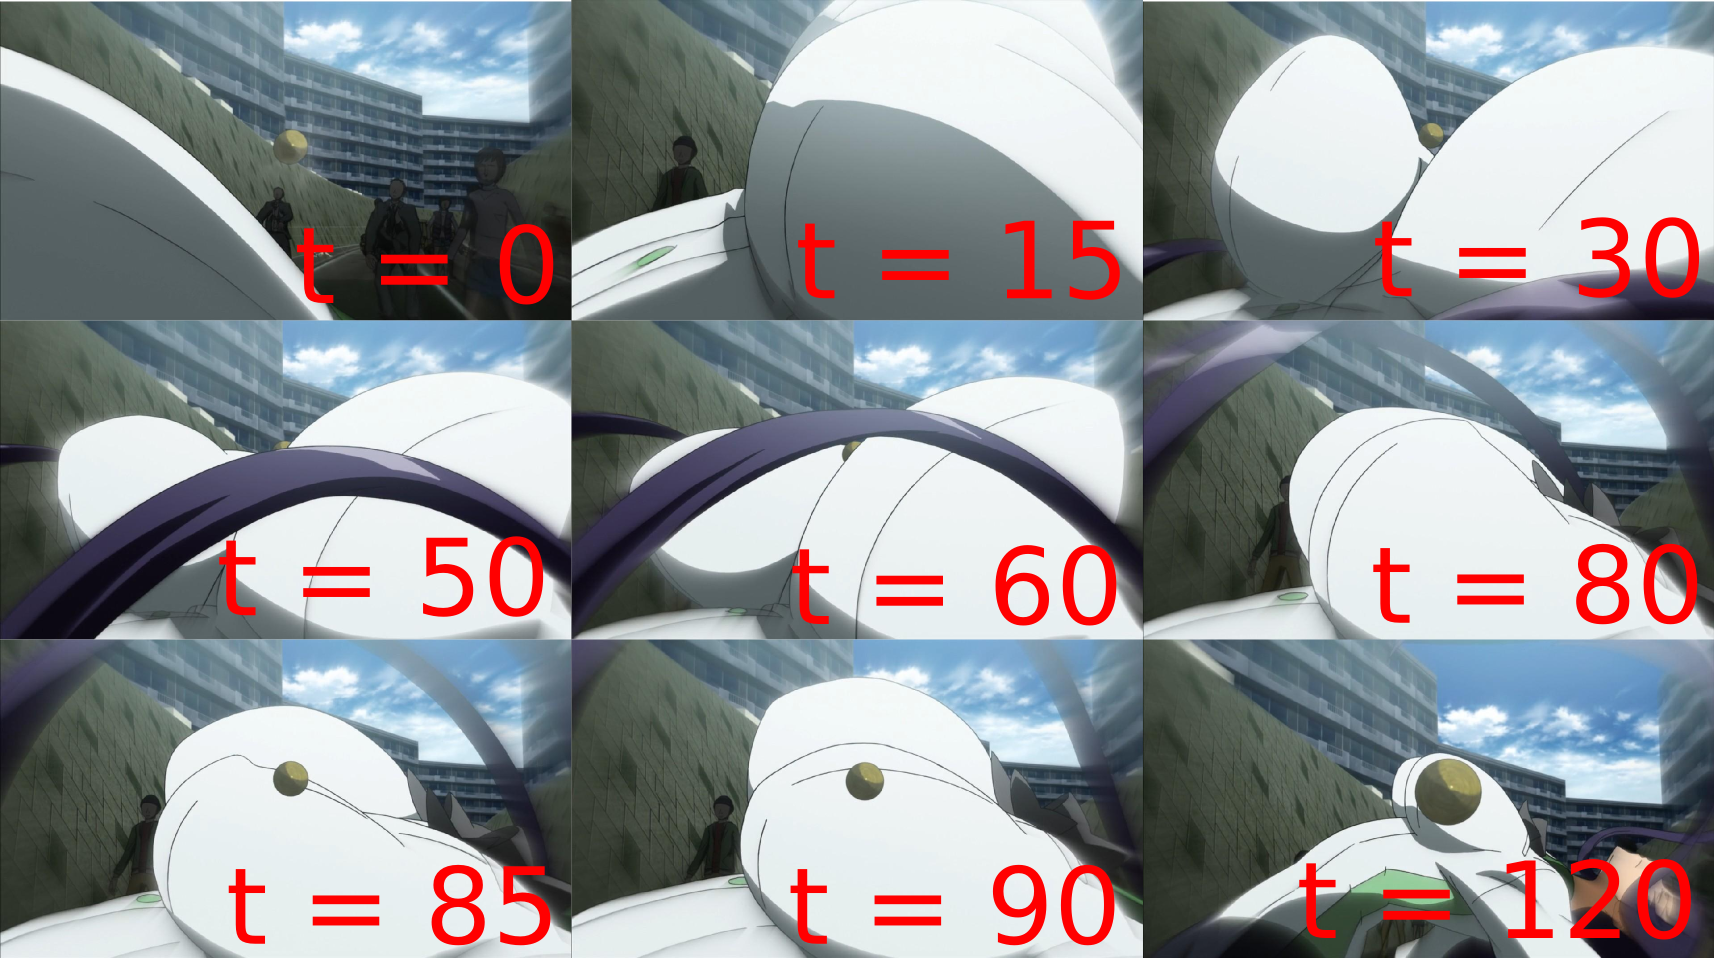 t = 0
t = 15
t = 30
t = 50
t = 60
t = 80
t = 85
t = 90
t = 120